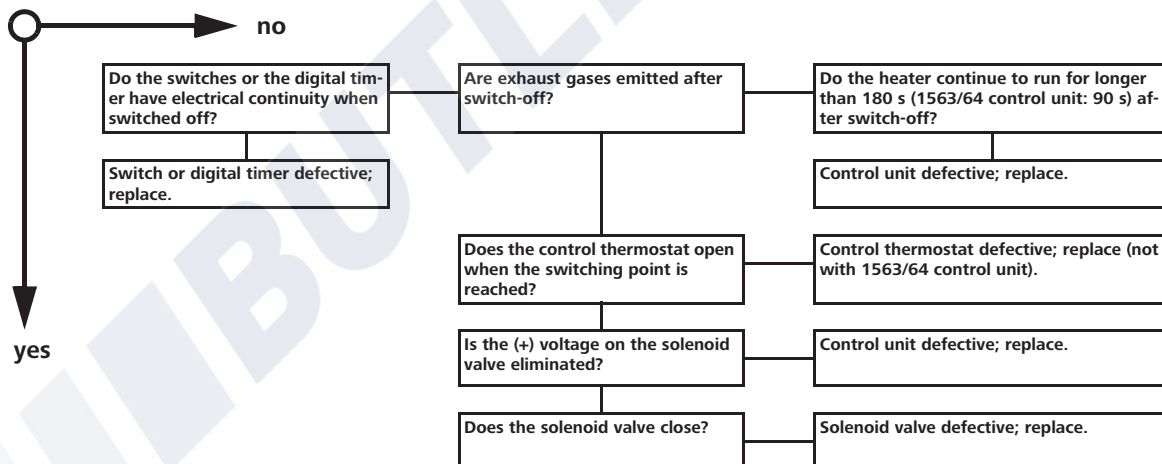 no
yes
Do the switches or the digital tim-
er have electrical continuity when
switched off?
Switch or digital timer defective;
replace.
Are exhaust gases emitted after
switch-off?
Do the heater continue to run for longer
than 180 s (1563/64 control unit: 90 s) af-
ter switch-off?
Control unit defective; replace.
Does the control thermostat open
when the switching point is
reached?
Control thermostat defective; replace (not
with 1563/64 control unit).
Is the (+) voltage on the solenoid
valve eliminated?
Control unit defective; replace.
Does the solenoid valve close?
Solenoid valve defective; replace.